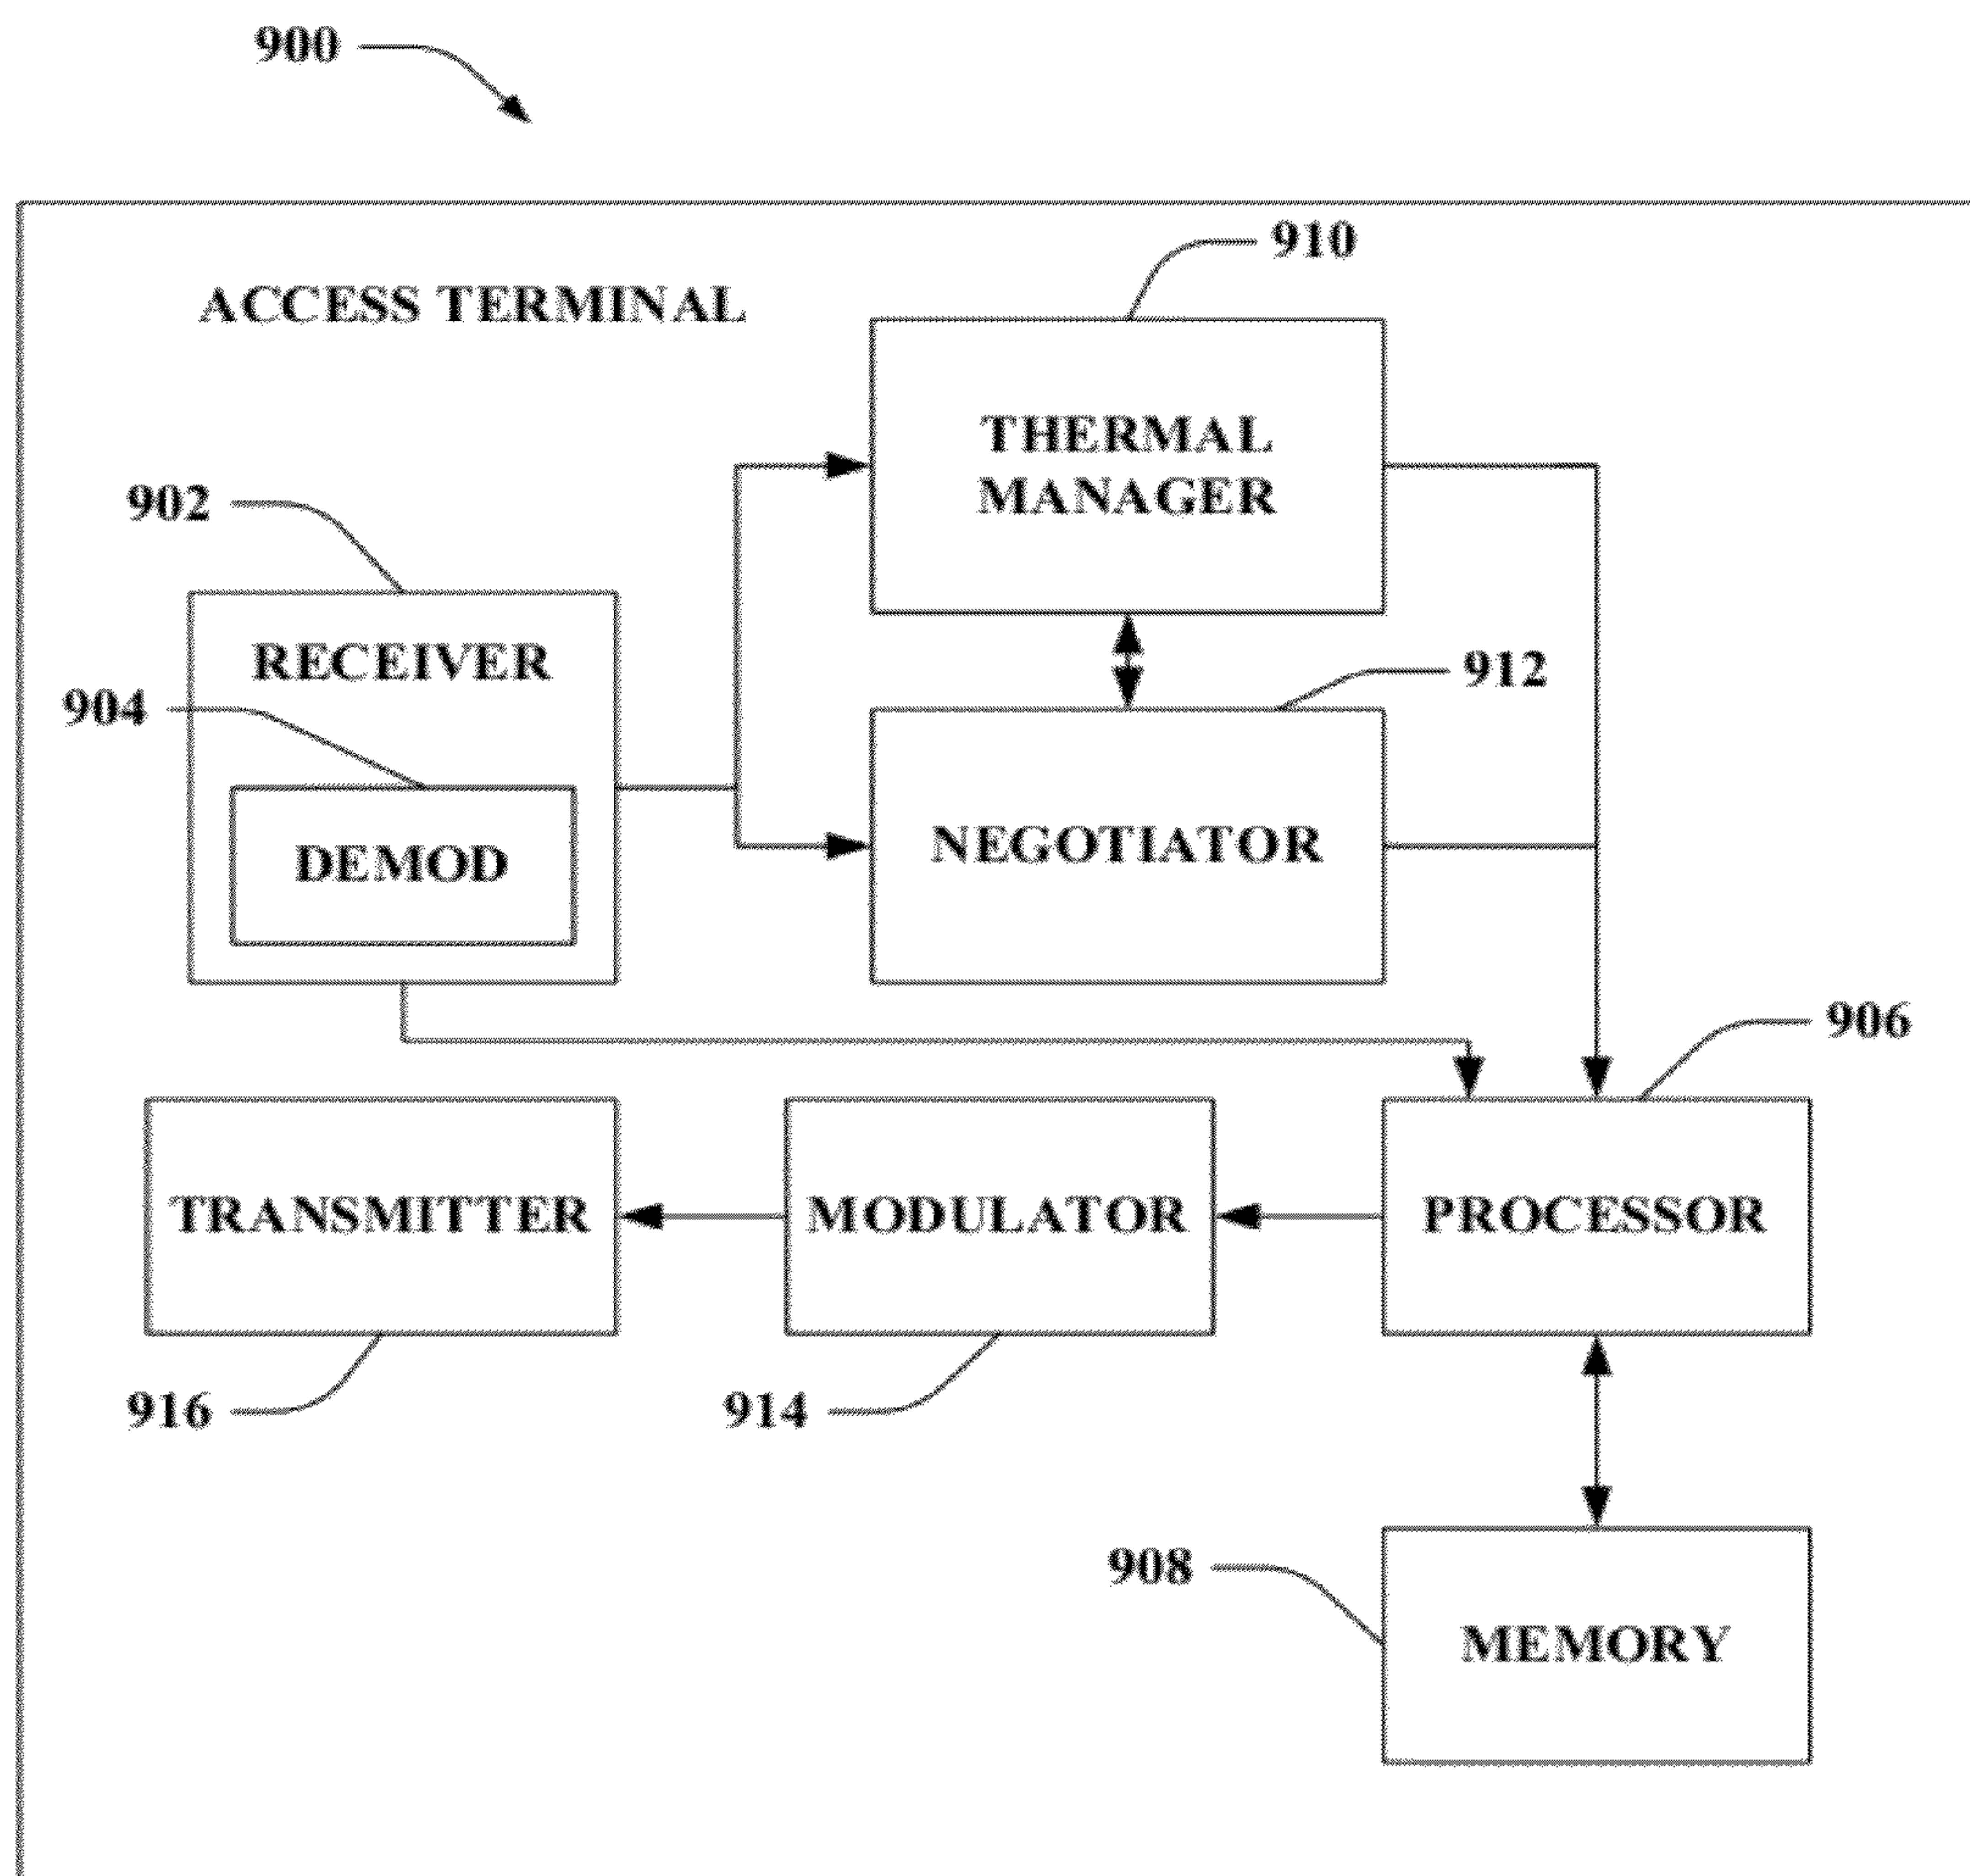 900
910
ACCESS TERMINAL
THERMAL
MANAGER
902
RECEIVER
912
904
NEGOTIATOR
DEMOD
906
TRANSMITTER
MODULATOR
PROCESSOR
916
914
908
MEMORY